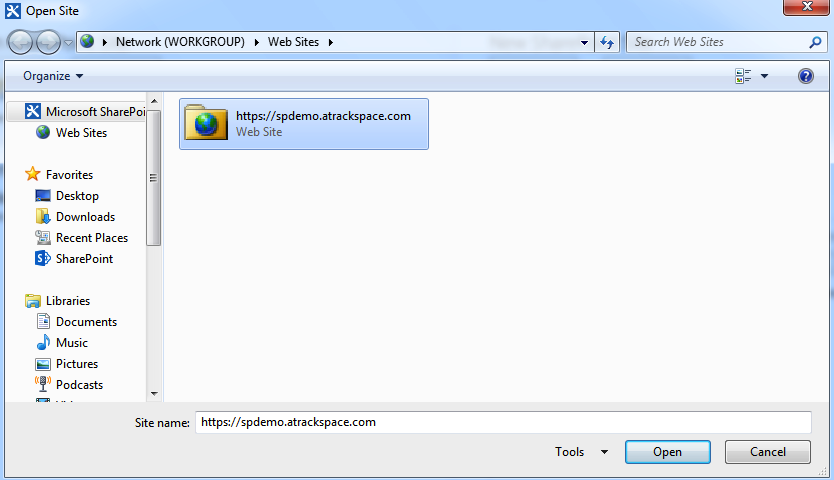 Open Site
Network (WORKGROUP) Web Sites
Search Web Sites
Organize
Microsoft SharePoi
Web Sites
Favorites
Desktop
Downloads
Recent Places
SharePoint
Libraries
Documents
Music
Pictures
Podcasts
https://spdemo.atrackspace.com
Web Site
Site name: https://spdemo.atrackspace.com
Tools Open Cancel